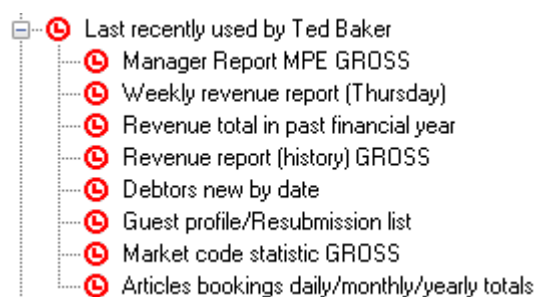 Last recently used by Ted Baker
Manager Report MPE GROSS
Weekly revenue report (Thursday)
Revenue total in past financial year
Revenue report (history) GROSS
Debtors new by date
Guest profile/Resubmission list
Market code statistic GROSS
Articles bookings daily/monthly/yearly totals